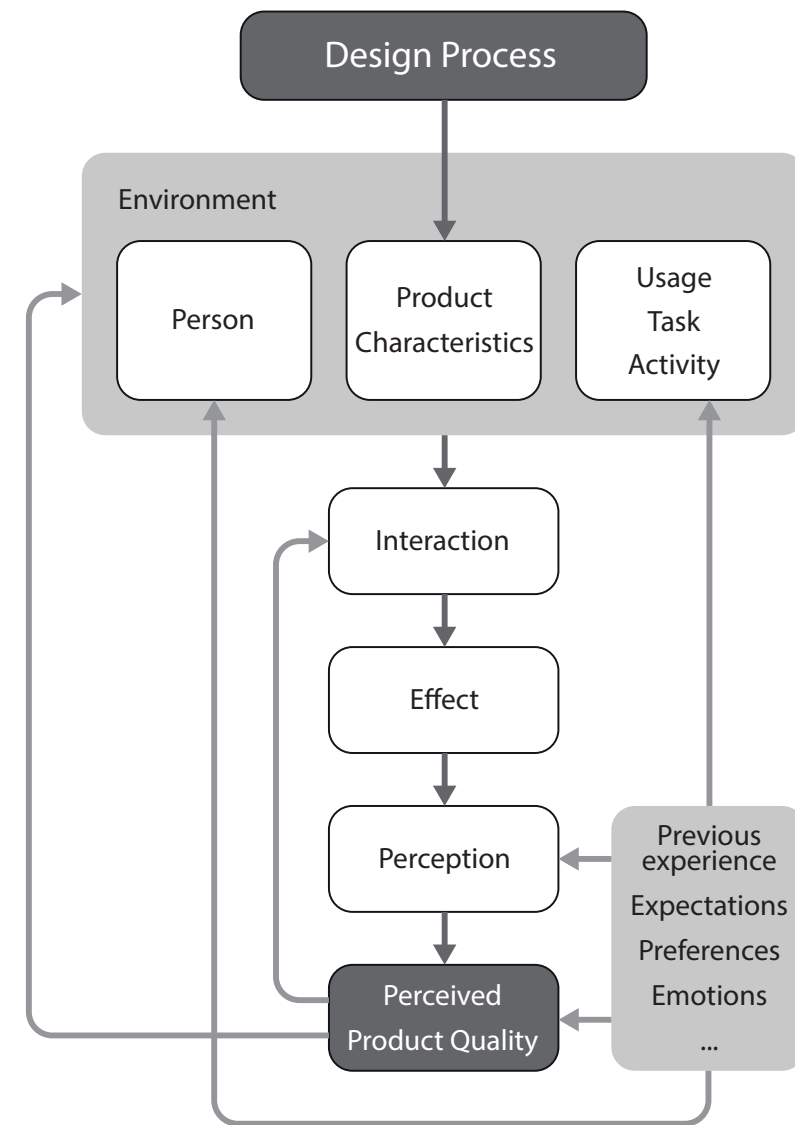 Design Process
Environment
Person
Product
Characteristics
Usage
Task
Activity
Interaction
Effect
Perception
Previous
experience
Expectations
Preferences
Emotions
...
Perceived
Product Quality